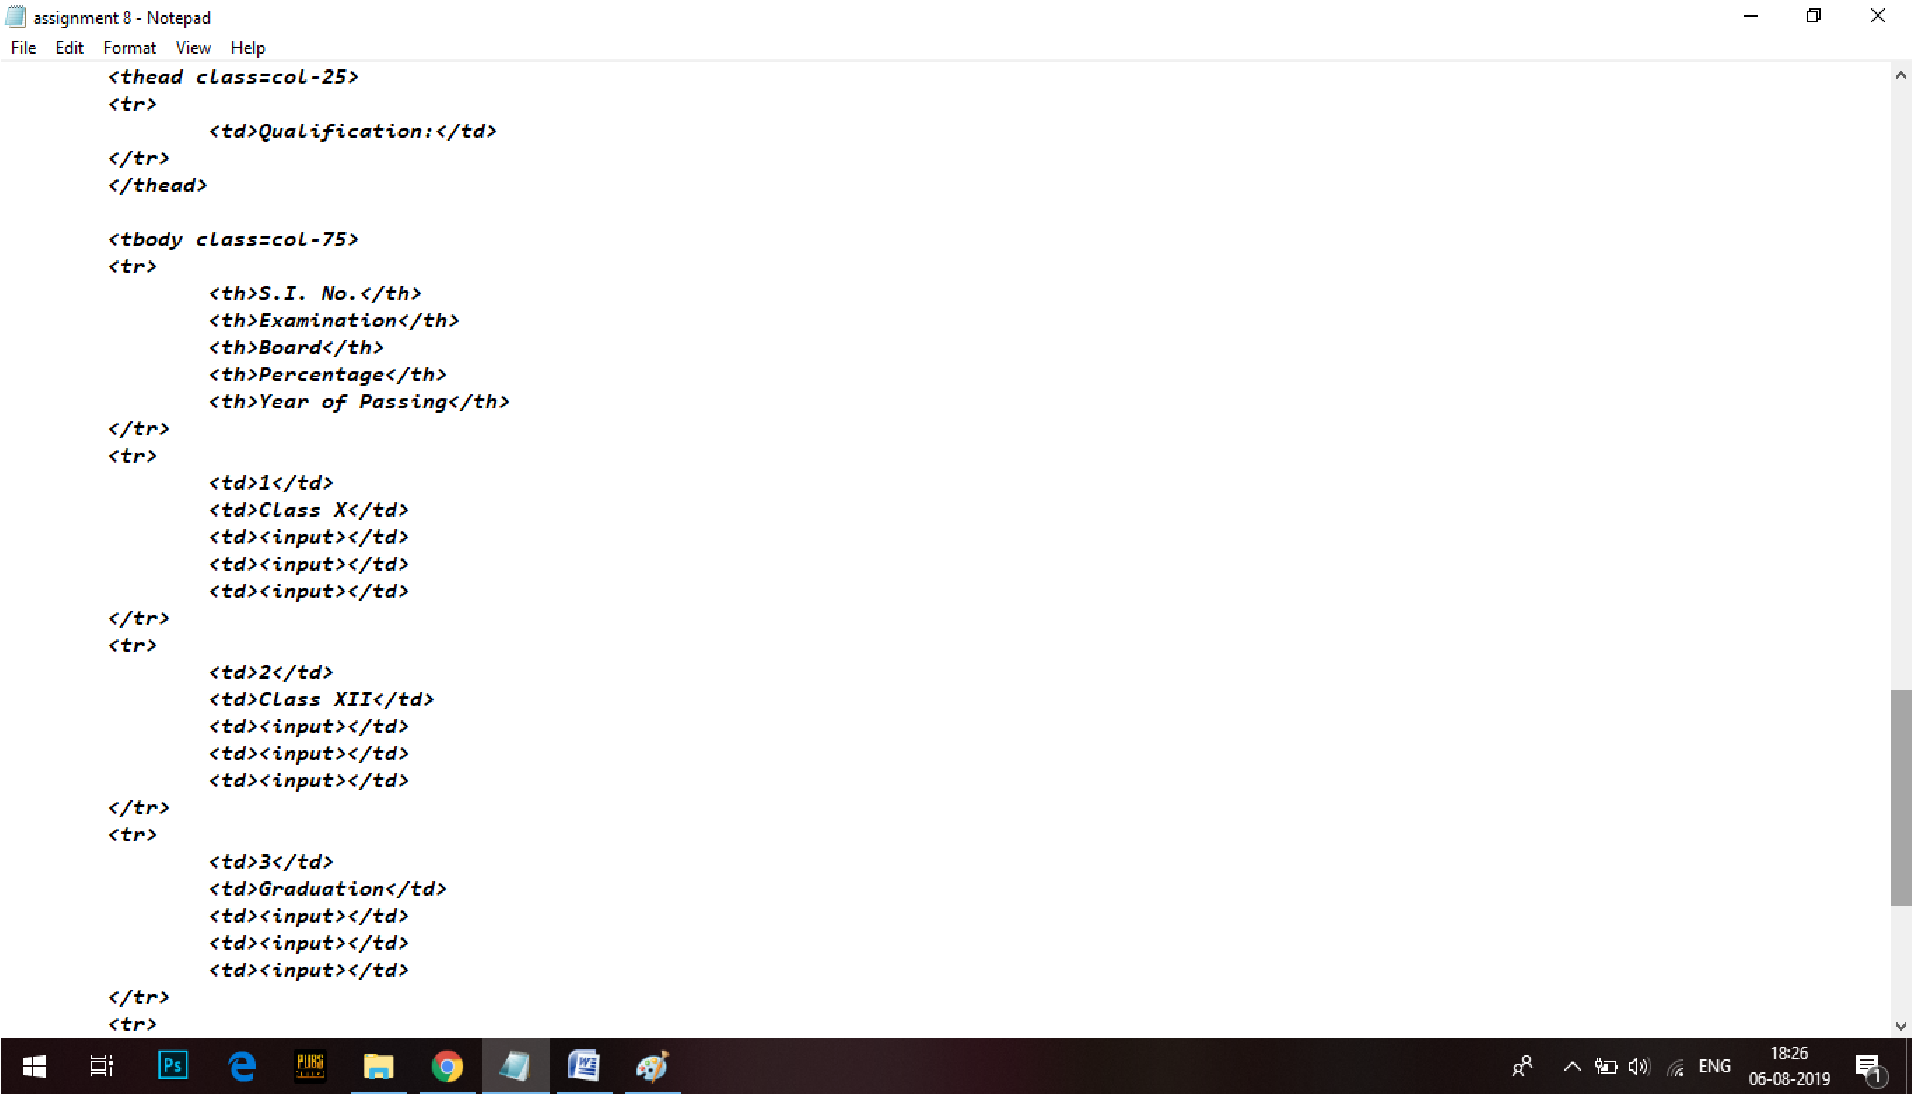 assignment 8 - Notepad
File Edit Format View Help
<thead class=col-25>
<tr>
<td>Qualification:</td>
</tr>
</thead>
<tbody class=col-75>
<tr>
<th>S.I. No.</th>
<th>Examination</th>
<th>Board</th>
<th>Percentage</th>
<th>Year of Passing</th>
</tr>
<tr>
<td>1</td>
<td>Class X</td>
<td><input></td>
<td><input></td>
<td><input></td>
</tr>
<tr>
<td>2</td>
<td>Class XII</td>
<td><input></td>
<td><input></td>
<td><input></td>
</tr>
<tr>
<td>3</td>
<td>Graduation</td>
<td><input></td>
<td><input></td>
<td><input></td>
</tr>
<tr>
Ps PUBG ENG 18:26
06-08-2019 1